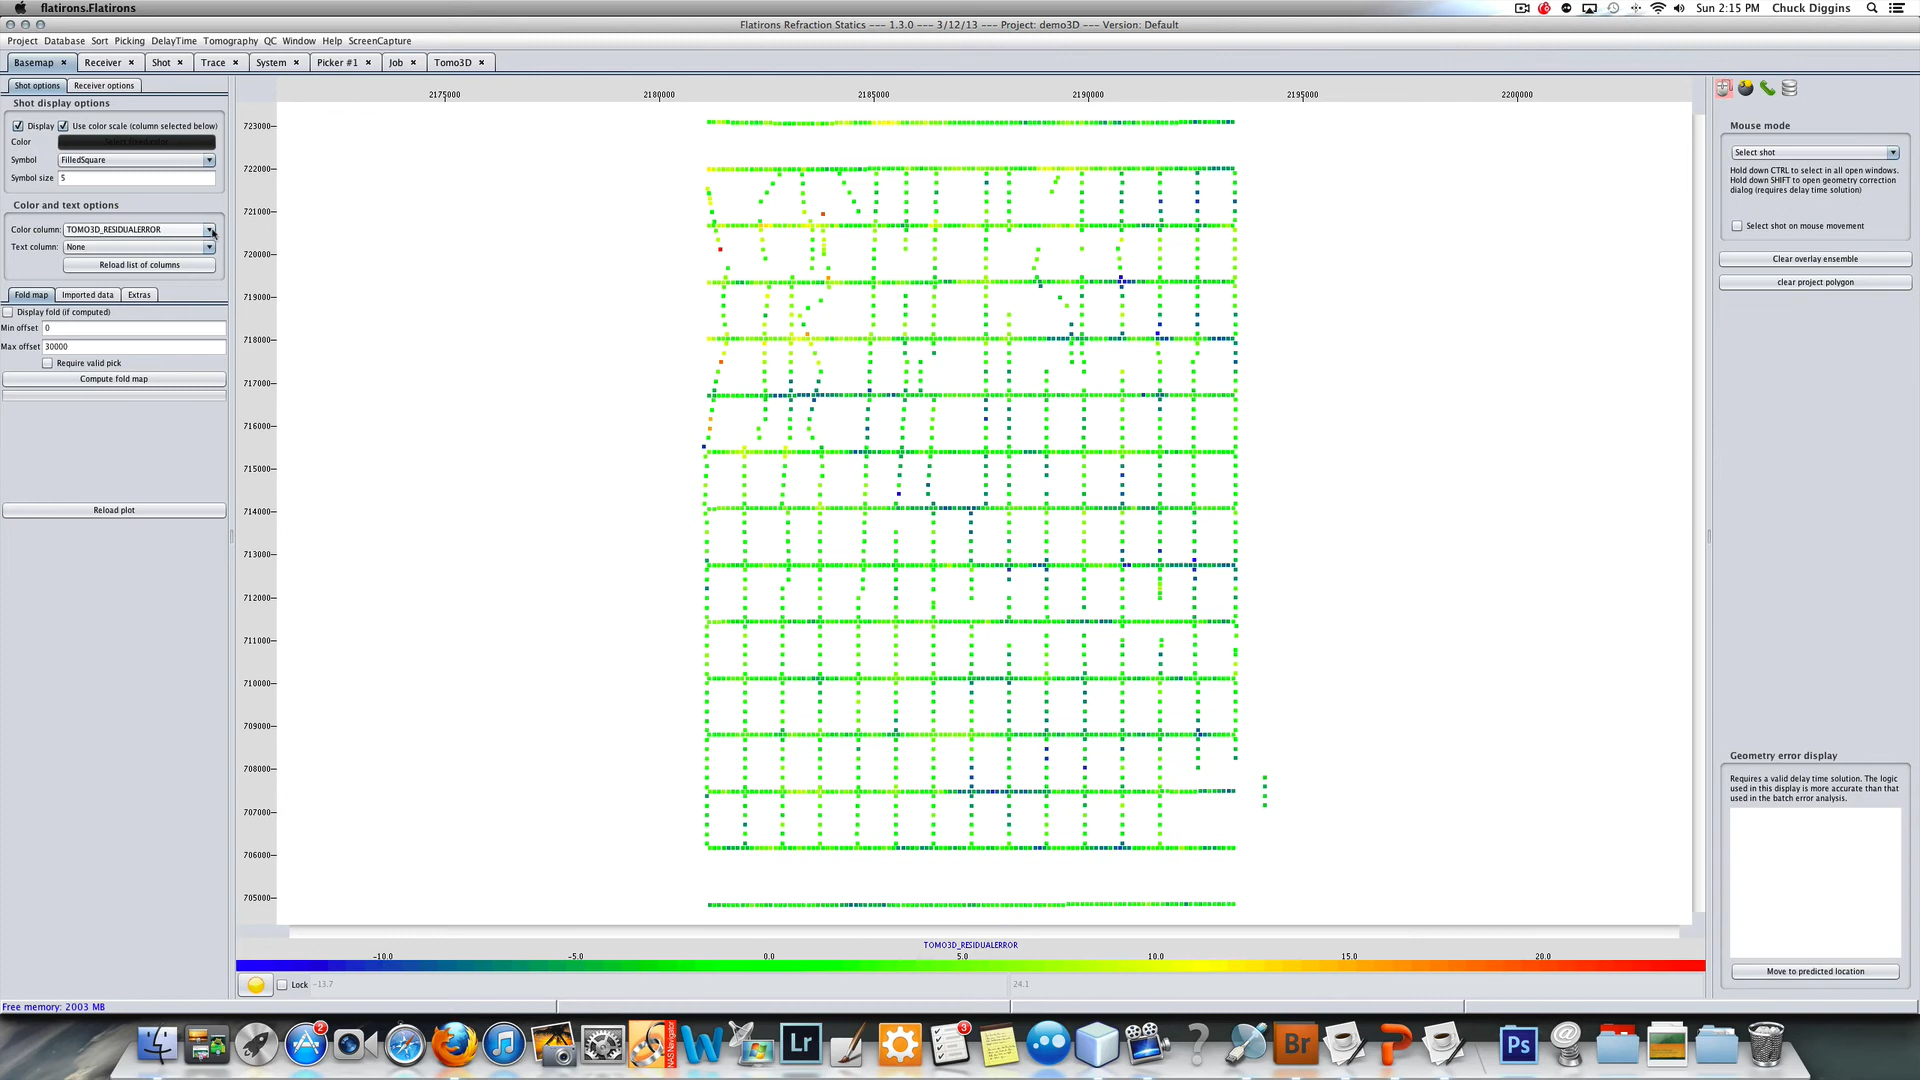 flatirons.Flatirons
Sun 2:15 PM Chuck Diggins
Flatirons Refraction Statics --- 1.3.0 --- 3/12/13 --- Project: demo3D --- Version: Default
Project Database Sort Picking DelayTime Tomography QC Window Help ScreenCapture
Basemap Receiver Shot Trace System Picker #1 Job Tomo3D
Shot options Receiver options
Shot display options
Display Use color scale (column selected below)
Color
Symbol FilledSquare
Symbol size 5
Color and text options
Color column: TOMO3D_RESIDUALERROR
Text column: None
Reload list of columns
Fold map Imported data Extras
Display fold (if computed)
Min offset 0
Max offset 30000
Require valid pick
Compute fold map
Reload plot
2175000 2180000 2185000 2190000 2195000 2200000
723000
722000
721000
720000
719000
718000
717000
716000
715000
714000
713000
712000
711000
710000
709000
708000
707000
706000
705000
TOMO3D_RESIDUALERROR
-10.0 -5.0 0.0 5.0 10.0 15.0 20.0
Lock -13.7 24.1
Free memory: 2003 MB
Mouse mode
Select shot
Hold down CTRL to select in all open windows.
Hold down SHIFT to open geometry correction
dialog (requires delay time solution)
Select shot on mouse movement
Clear overlay ensemble
clear project polygon
Geometry error display
Requires a valid delay time solution. The logic
used in this display is more accurate than that
used in the batch error analysis.
Move to predicted location
2
NAS Navigator
Lr
3
?
Br
Ps
@